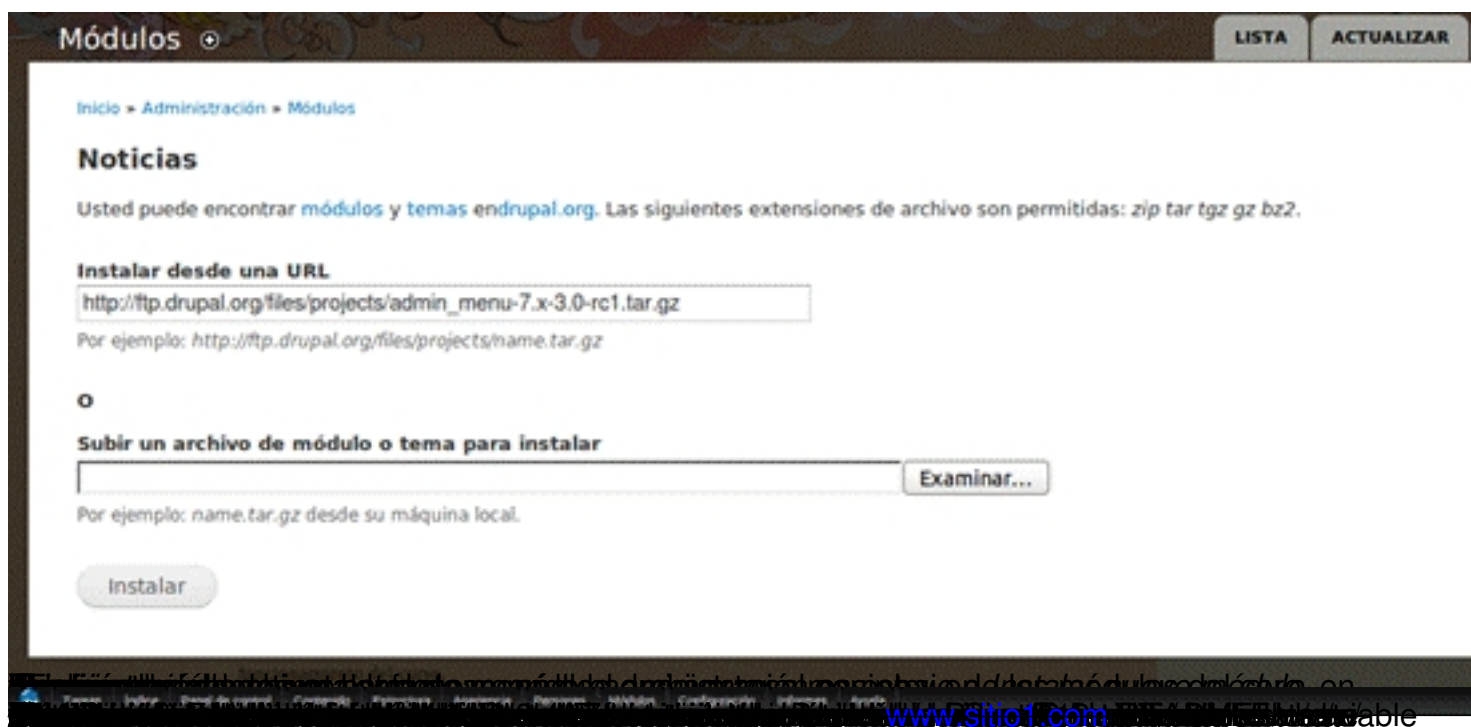 Módulos
LISTA
ACTUALIZAR
Inicio » Administración » Módulos
Noticias
Usted puede encontrar módulos y temas endrupal.org. Las siguientes extensiones de archivo son permitidas: zip tar tgz gz bz2.
Instalar desde una URL
http://ftp.drupal.org/files/projects/admin_menu-7.x-3.0-rc1.tar.gz
Por ejemplo: http://ftp.drupal.org/files/projects/name.tar.gz
O
Subir un archivo de módulo o tema para instalar
Examinar...
Por ejemplo: name.tar.gz desde su máquina local.
Instalar
en
www.sitio1.com